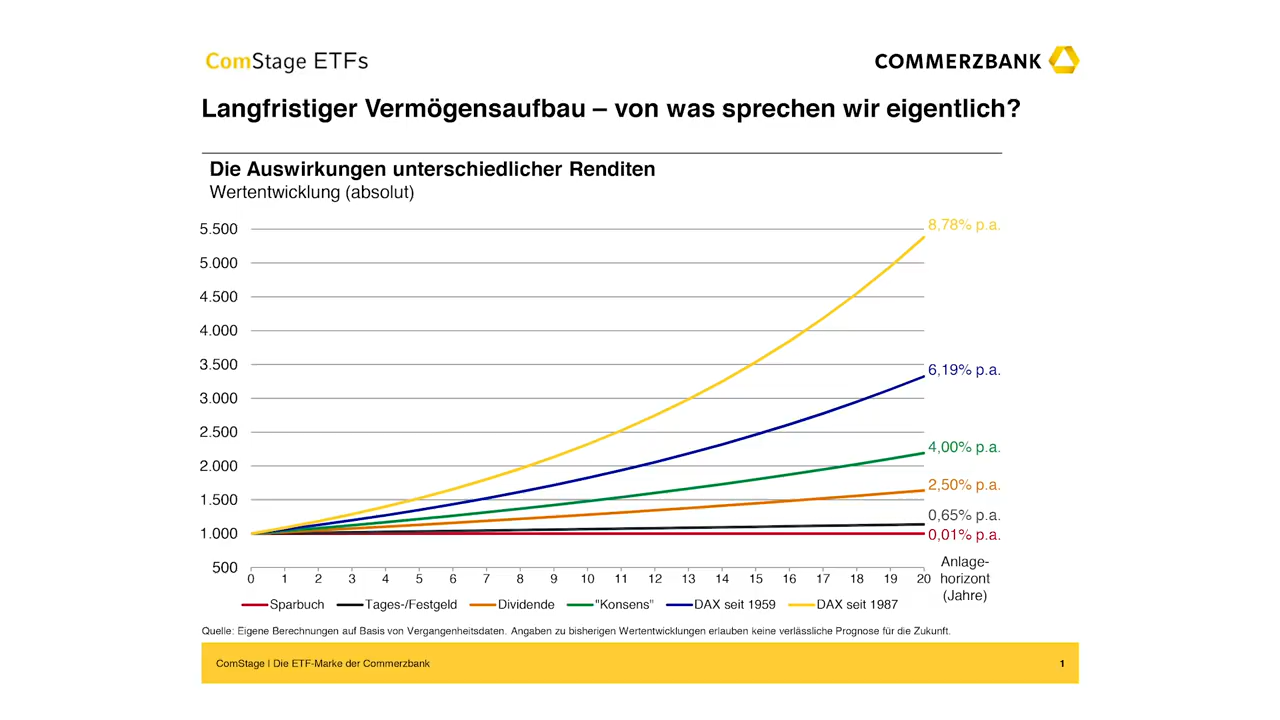 ComStage ETFs
COMMERZBANK
Langfristiger Vermögensaufbau – von was sprechen wir eigentlich?
Die Auswirkungen unterschiedlicher Renditen
Wertentwicklung (absolut)
5.500
5.000
4.500
4.000
3.500
3.000
2.500
2.000
1.500
1.000
500
8,78% p.a.
6,19% p.a.
4,00% p.a.
2,50% p.a.
0,65% p.a.
0,01% p.a.
0 1 2 3 4 5 6 7 8 9 10 11 12 13 14 15 16 17 18 19 20
Anlage-
horizont
(Jahre)
Sparbuch Tages-/Festgeld Dividende "Konsens" DAX seit 1959 DAX seit 1987
Quelle: Eigene Berechnungen auf Basis von Vergangenheitsdaten. Angaben zu bisherigen Wertentwicklungen erlauben keine verlässliche Prognose für die Zukunft.
ComStage I Die ETF-Marke der Commerzbank
1